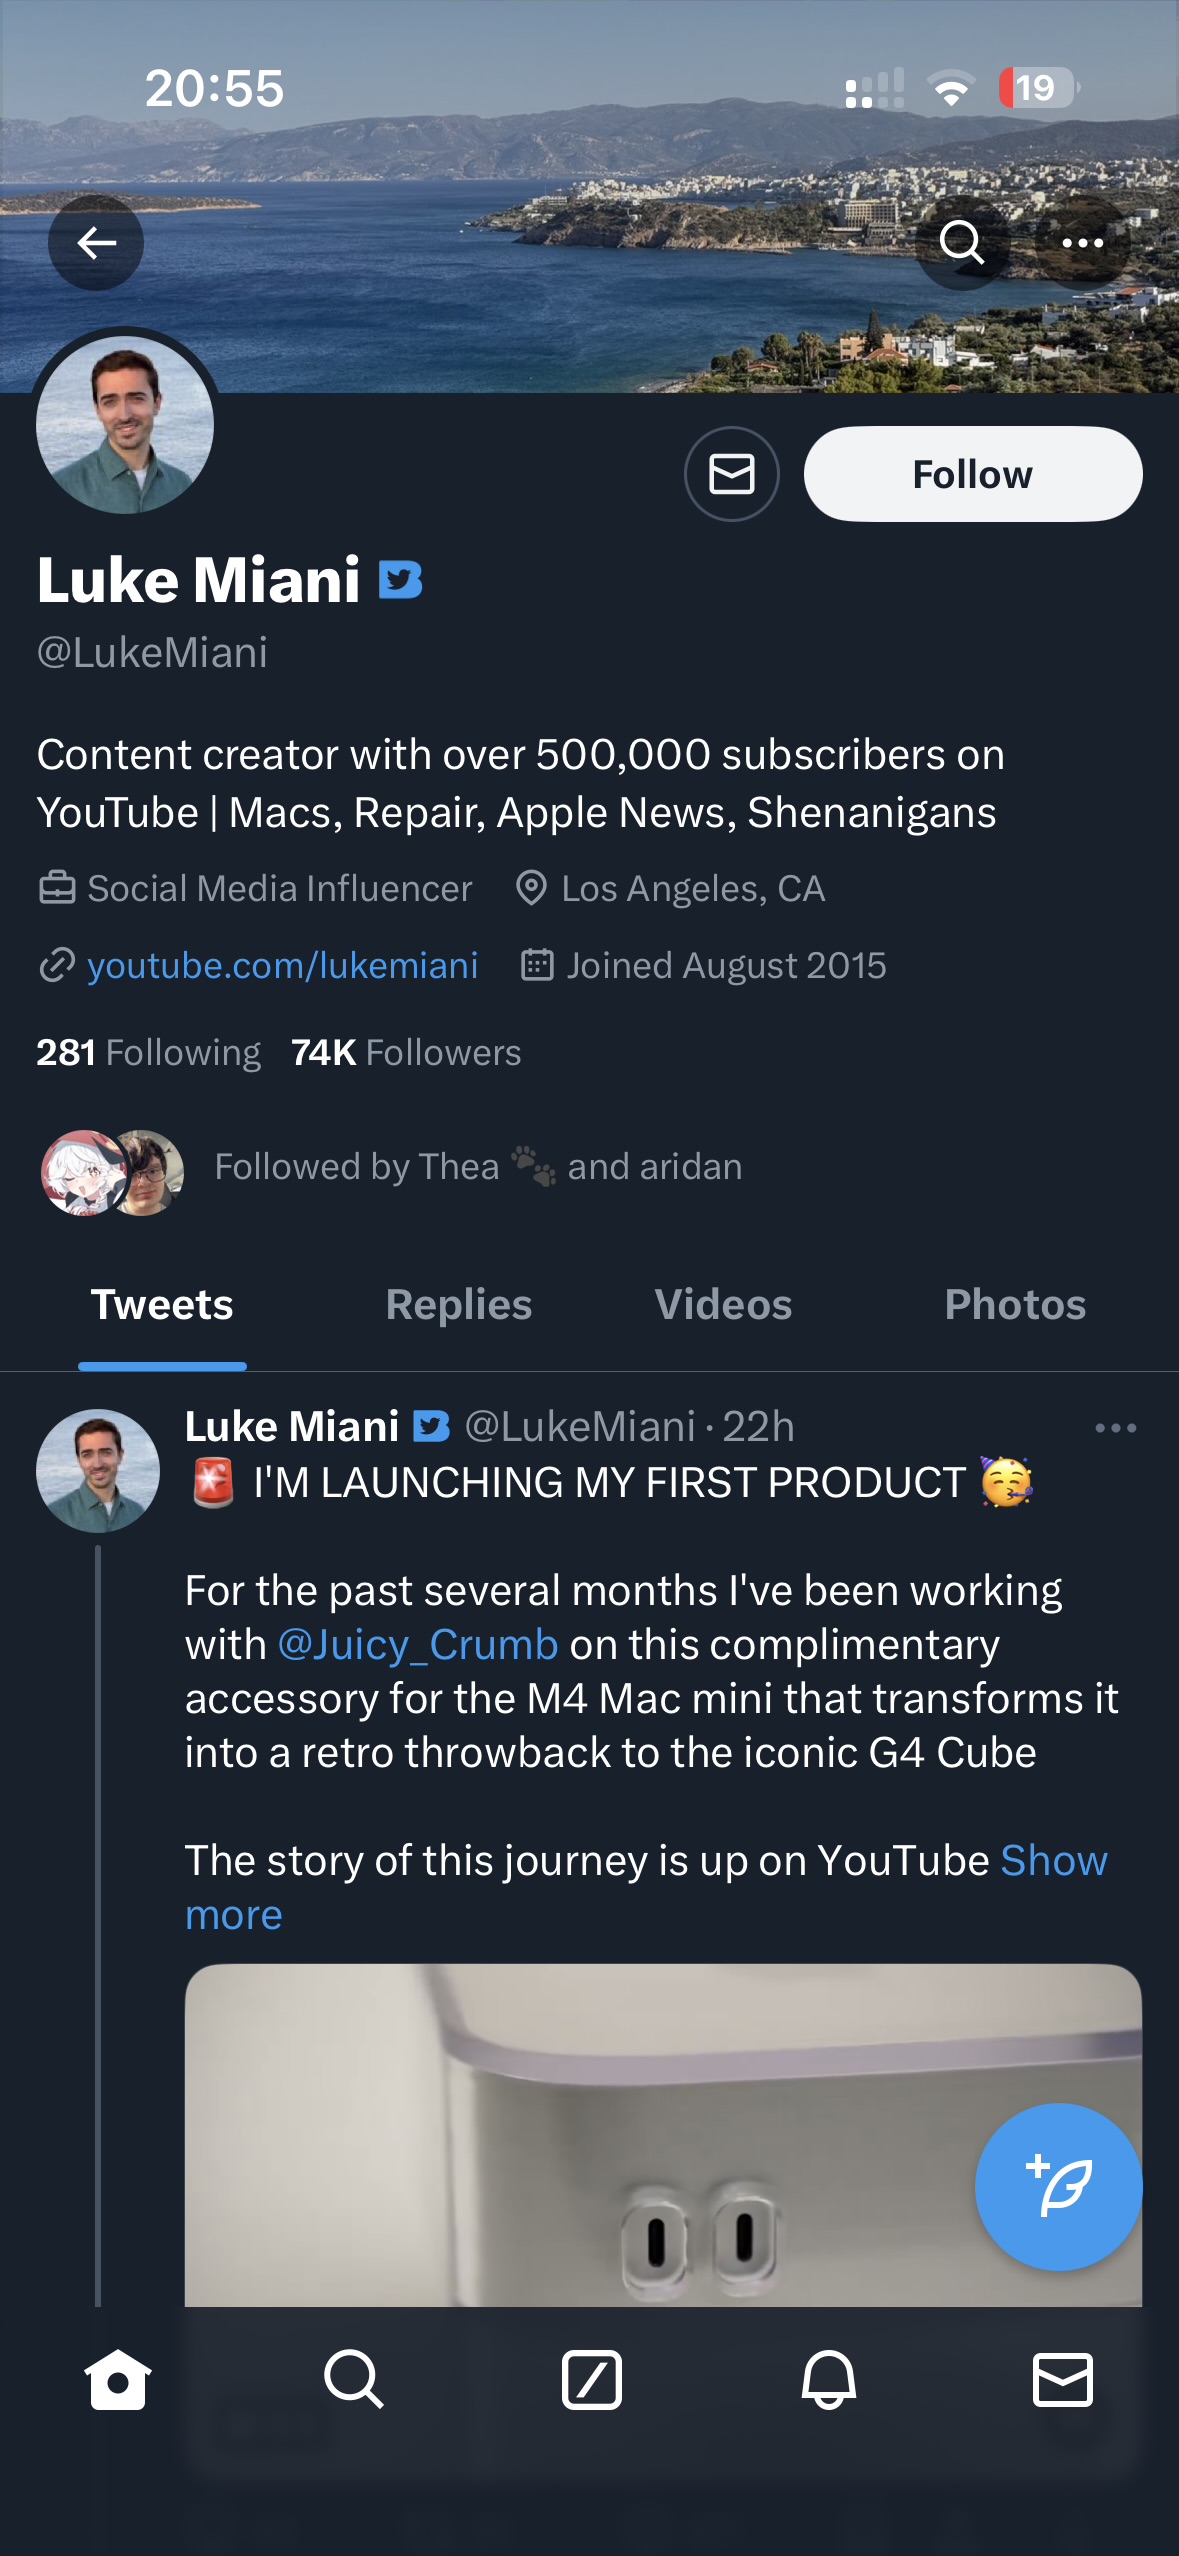 20:55
19
Follow
Luke Miani
@LukeMiani
Content creator with over 500,000 subscribers on
YouTube | Macs, Repair, Apple News, Shenanigans
Social Media Influencer Los Angeles, CA
youtube.com/lukemiani Joined August 2015
281 Following 74K Followers
Followed by Thea 🐾 and aridan
Tweets Replies Videos Photos
Luke Miani @LukeMiani · 22h
🚨 I'M LAUNCHING MY FIRST PRODUCT 🥳
For the past several months I've been working
with @Juicy_Crumb on this complimentary
accessory for the M4 Mac mini that transforms it
into a retro throwback to the iconic G4 Cube
The story of this journey is up on YouTube Show
more